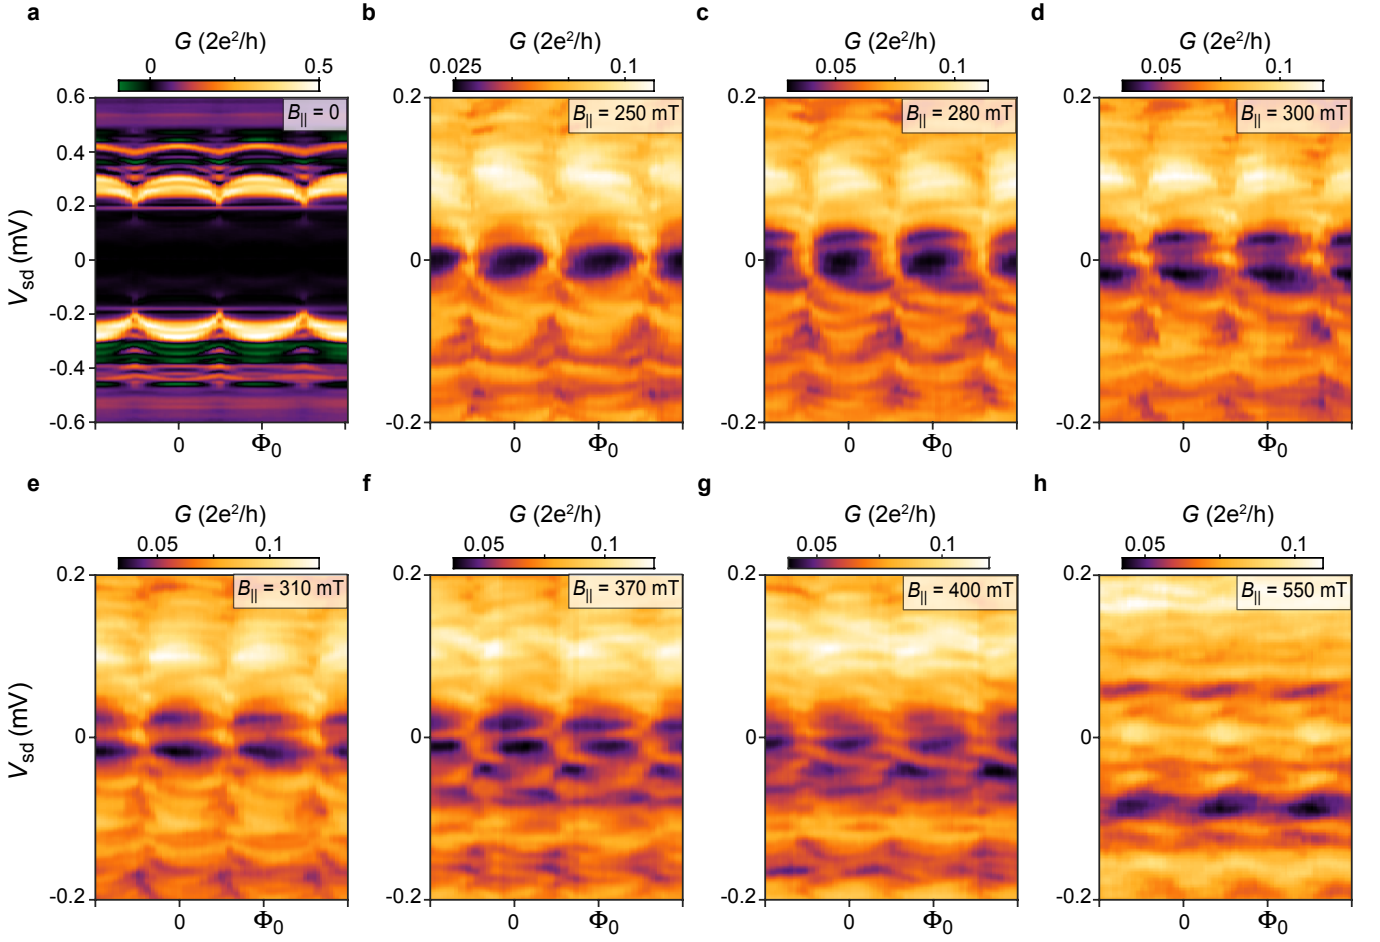 a
G (2e²/h)
0 0.5
B|| = 0
0.6
0.4
0.2
0
-0.2
-0.4
-0.6
Vsd (mV)
0 Φ0
b
G (2e²/h)
0.025 0.1
B|| = 250 mT
0.2
0
-0.2
0 Φ0
c
G (2e²/h)
0.05 0.1
B|| = 280 mT
0.2
0
-0.2
0 Φ0
d
G (2e²/h)
0.05 0.1
B|| = 300 mT
0.2
0
-0.2
0 Φ0
e
G (2e²/h)
0.05 0.1
B|| = 310 mT
0.2
0
-0.2
Vsd (mV)
0 Φ0
f
G (2e²/h)
0.05 0.1
B|| = 370 mT
0.2
0
-0.2
0 Φ0
g
G (2e²/h)
0.05 0.1
B|| = 400 mT
0.2
0
-0.2
0 Φ0
h
G (2e²/h)
0.05 0.1
B|| = 550 mT
0.2
0
-0.2
0 Φ0